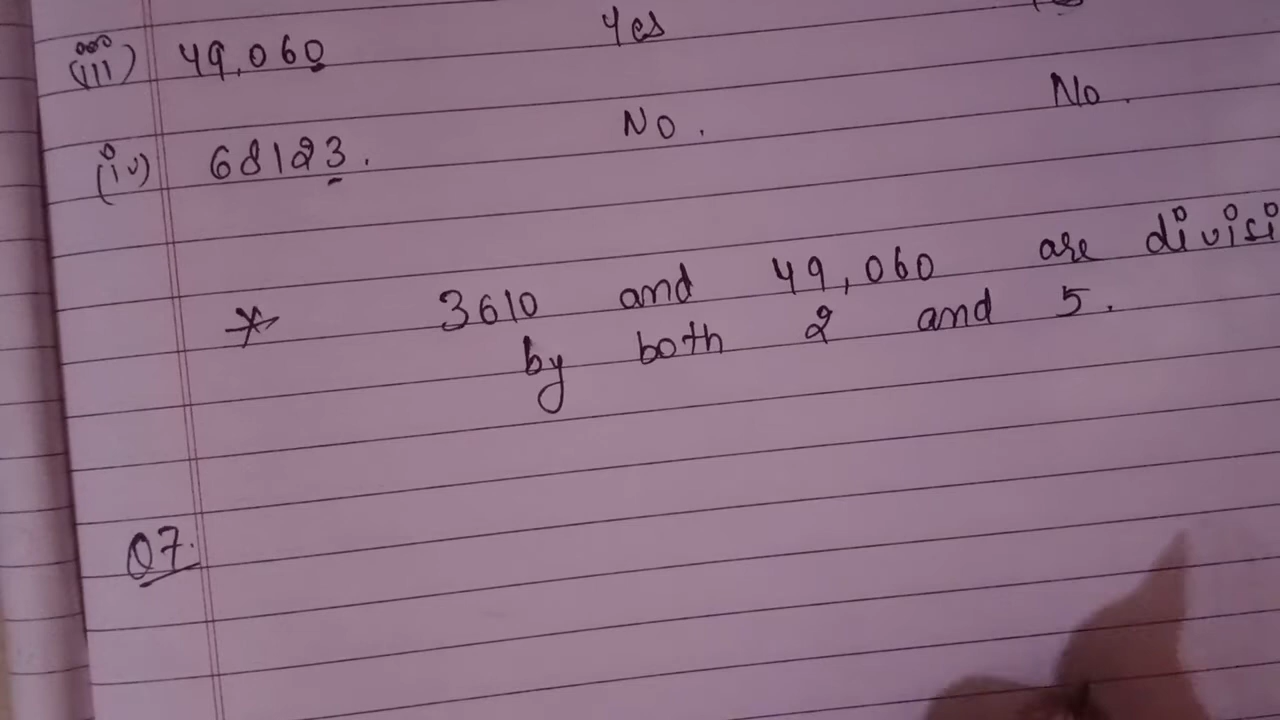 (iii) 49,060 Yes
(iv) 68123. No. No.
* 3610 and 49,060 are divisi
by both 2 and 5.
Q7.